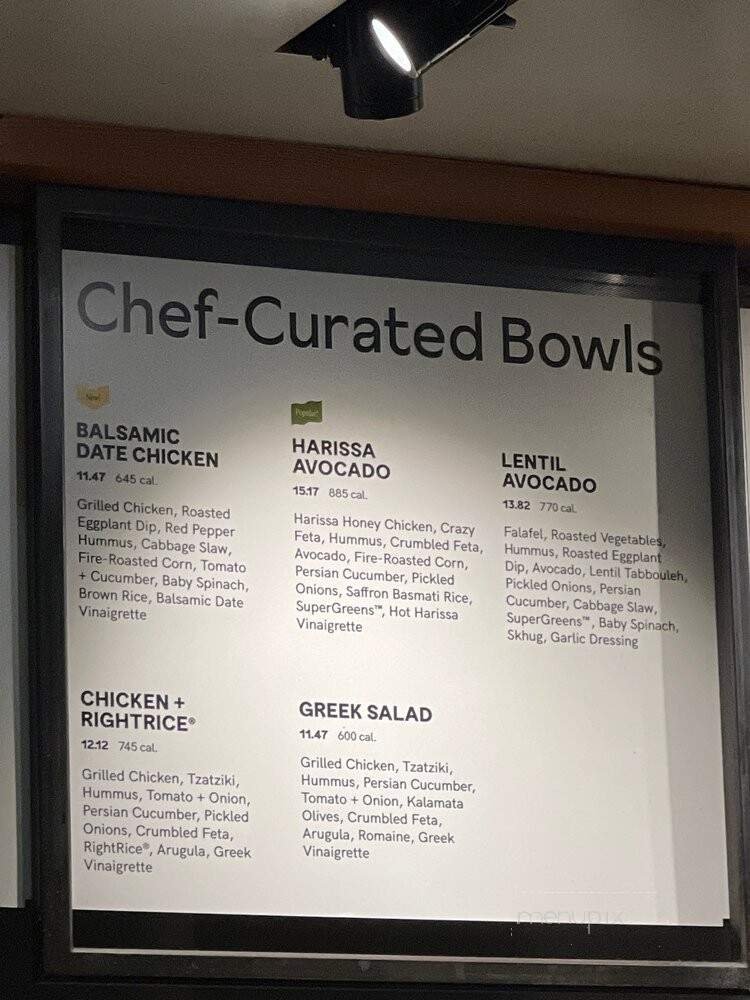 Chef-Curated Bowls
New!
BALSAMIC
DATE CHICKEN
11.47 645 cal.
Grilled Chicken, Roasted
Eggplant Dip, Red Pepper
Hummus, Cabbage Slaw,
Fire-Roasted Corn, Tomato
+ Cucumber, Baby Spinach,
Brown Rice, Balsamic Date
Vinaigrette
Popular!
HARISSA
AVOCADO
15.17 885 cal.
Harissa Honey Chicken, Crazy
Feta, Hummus, Crumbled Feta,
Avocado, Fire-Roasted Corn,
Persian Cucumber, Pickled
Onions, Saffron Basmati Rice,
SuperGreens™, Hot Harissa
Vinaigrette
LENTIL
AVOCADO
13.82 770 cal.
Falafel, Roasted Vegetables,
Hummus, Roasted Eggplant
Dip, Avocado, Lentil Tabbouleh,
Pickled Onions, Persian
Cucumber, Cabbage Slaw,
SuperGreens™, Baby Spinach,
Skhug, Garlic Dressing
CHICKEN +
RIGHTRICE®
12.12 745 cal.
Grilled Chicken, Tzatziki,
Hummus, Tomato + Onion,
Persian Cucumber, Pickled
Onions, Crumbled Feta,
RightRice®, Arugula, Greek
Vinaigrette
GREEK SALAD
11.47 600 cal.
Grilled Chicken, Tzatziki,
Hummus, Persian Cucumber,
Tomato + Onion, Kalamata
Olives, Crumbled Feta,
Arugula, Romaine, Greek
Vinaigrette
menupix